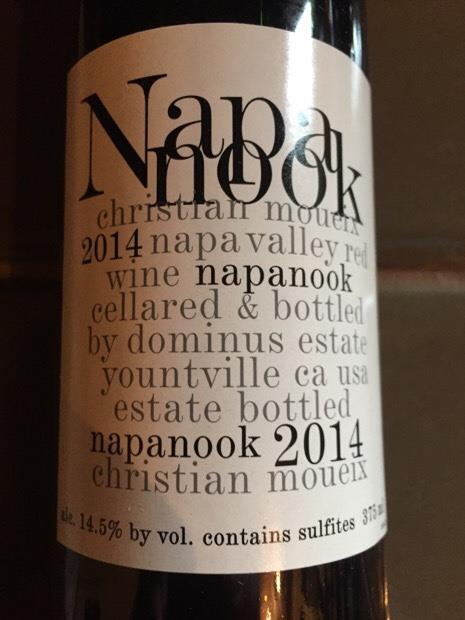 Napa
nook
christian moueix
2014 napa valley red
wine napanook
cellared & bottled
by dominus estate
yountville ca usa
estate bottled
napanook 2014
christian moueix
alc. 14.5% by vol. contains sulfites 375 ml